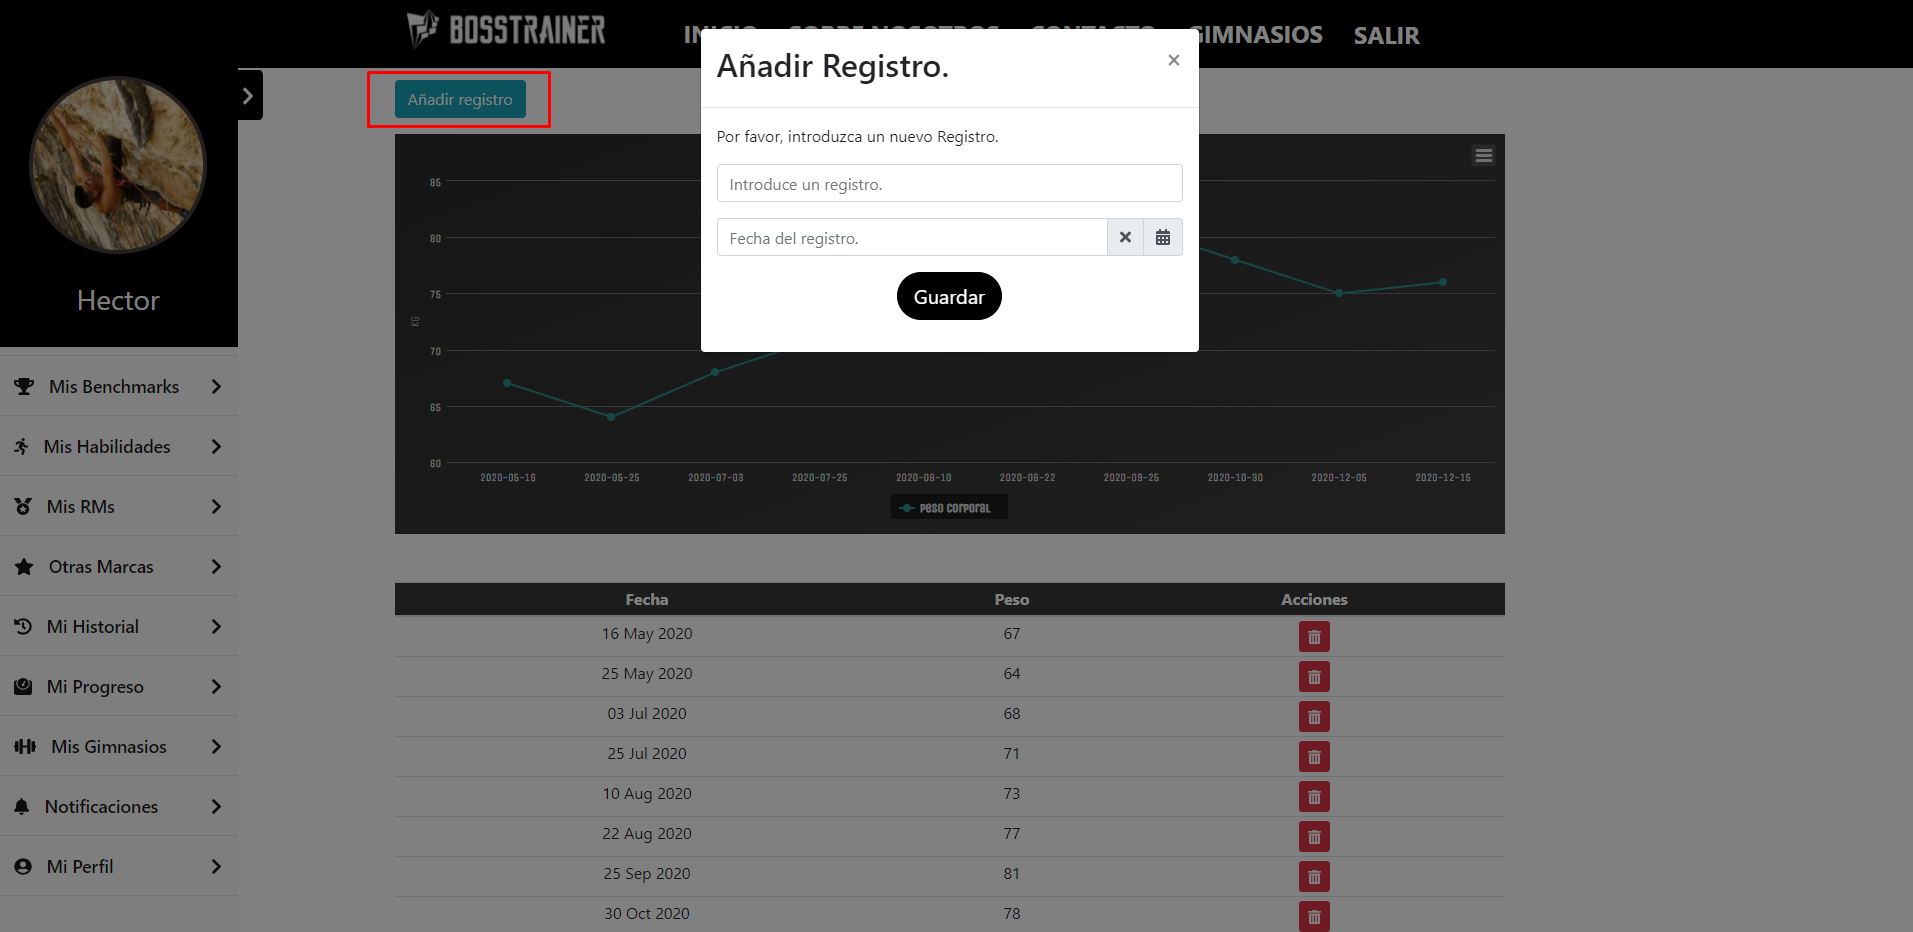 BOSSTRAINER
INICIO SOBRE NOSOTROS CONTACTO GIMNASIOS SALIR
Añadir registro
Añadir Registro.
×
Por favor, introduzca un nuevo Registro.
Introduce un registro.
Fecha del registro.
Guardar
Hector
Mis Benchmarks
Mis Habilidades
Mis RMs
Otras Marcas
Mi Historial
Mi Progreso
Mis Gimnasios
Notificaciones
Mi Perfil
85
80
75
KG
70
65
60
2020-05-16 2020-05-25 2020-07-03 2020-07-25 2020-08-10 2020-08-22 2020-09-25 2020-10-30 2020-12-05 2020-12-15
Peso Corporal
Fecha Peso Acciones
16 May 2020 67
25 May 2020 64
03 Jul 2020 68
25 Jul 2020 71
10 Aug 2020 73
22 Aug 2020 77
25 Sep 2020 81
30 Oct 2020 78